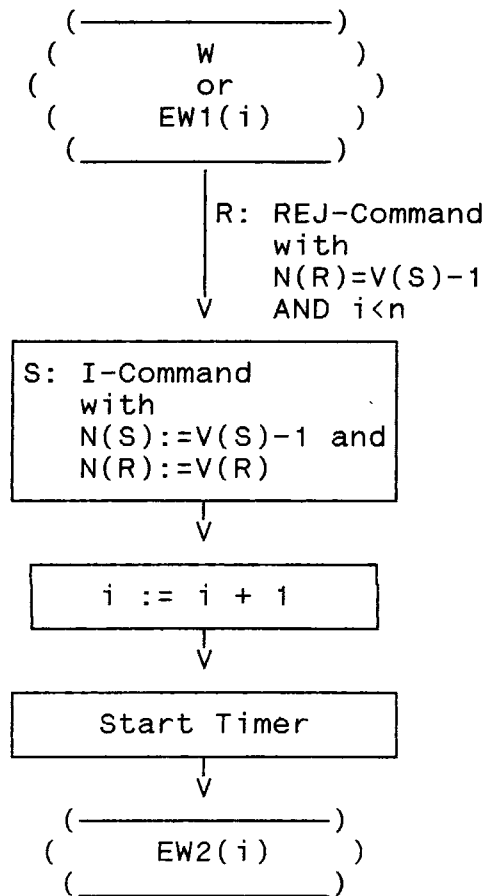 W
or
EW1(i)
R: REJ-Command
with
N(R)=V(S)-1
AND i<n
S: I-Command
with
N(S):=V(S)-1 and
N(R):=V(R)
i := i + 1
Start Timer
EW2(i)